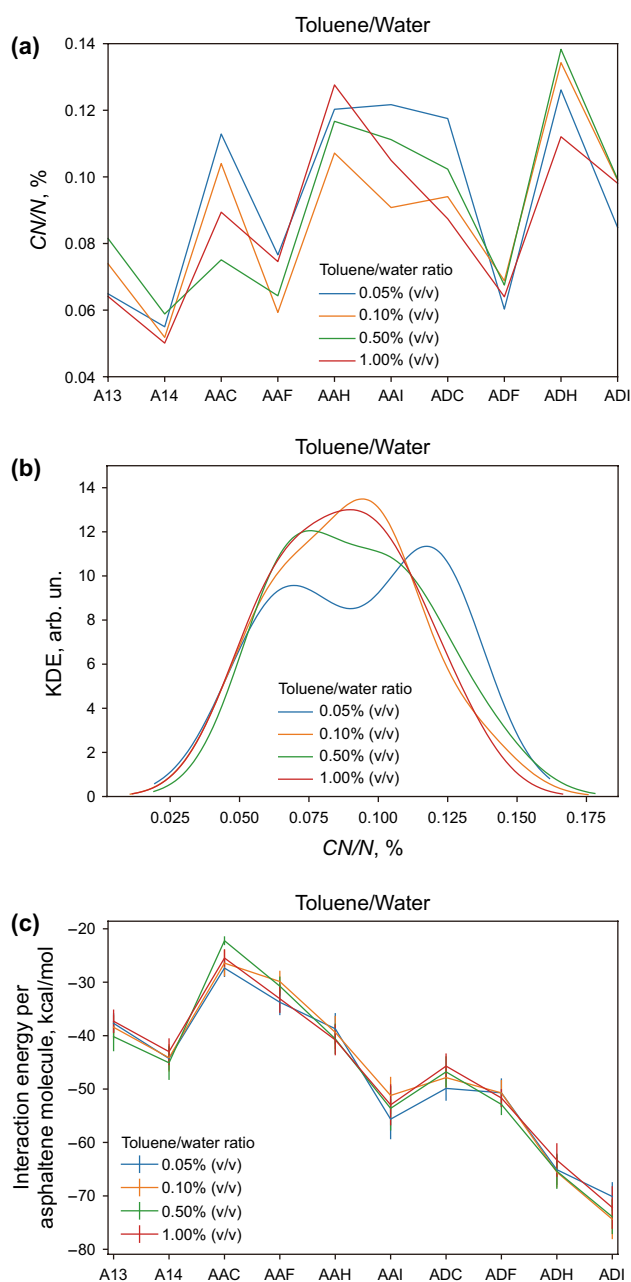 Toluene/Water
(a)
0.14
0.12
0.10
0.08
0.06
0.04
CN/N, %
Toluene/water ratio
0.05% (v/v)
0.10% (v/v)
0.50% (v/v)
1.00% (v/v)
A13 A14 AAC AAF AAH AAI ADC ADF ADH ADI
Toluene/Water
(b)
14
12
10
8
6
4
2
0
KDE, arb. un.
Toluene/water ratio
0.05% (v/v)
0.10% (v/v)
0.50% (v/v)
1.00% (v/v)
0.025 0.050 0.075 0.100 0.125 0.150 0.175
CN/N, %
Toluene/Water
(c)
−20
−30
−40
−50
−60
−70
−80
Interaction energy per
asphaltene molecule, kcal/mol
Toluene/water ratio
0.05% (v/v)
0.10% (v/v)
0.50% (v/v)
1.00% (v/v)
A13 A14 AAC AAF AAH AAI ADC ADF ADH ADI